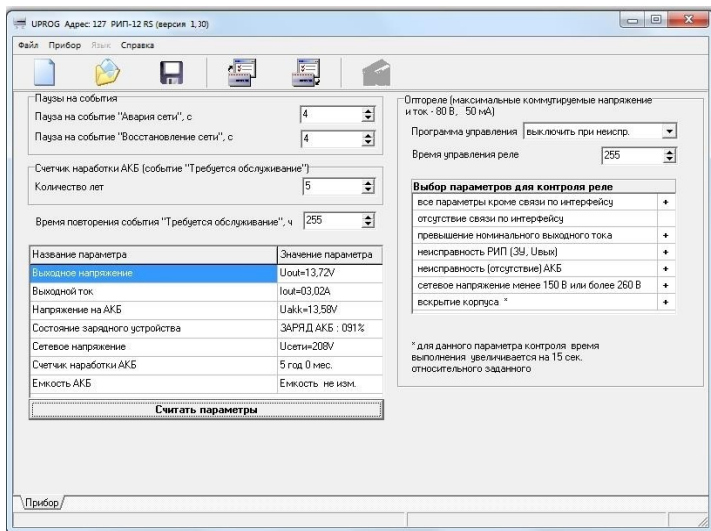 UPROG Адрес: 127 РИП-12 RS (версия 1,30)
Файл Прибор Язык Справка
Паузы на события
Пауза на событие "Авария сети", с 4
Пауза на событие "Восстановление сети", с 4
Счетчик наработки АКБ (событие "Требуется обслуживание")
Количество лет 5
Время повторения события "Требуется обслуживание", ч 255
Название параметра Значение параметра
Выходное напряжение Uout=13,72V
Выходной ток Iout=03,02A
Напряжение на АКБ Uakk=13,58V
Состояние зарядного устройства ЗАРЯД АКБ : 091%
Сетевое напряжение Uсети=208V
Счетчик наработки АКБ 5 год 0 мес.
Емкость АКБ Емкость не изм.
Считать параметры
Оптореле (максимальные коммутируемые напряжение
и ток - 80 В, 50 мА)
Программа управления выключить при неиспр.
Время управления реле 255
Выбор параметров для контроля реле
все параметры кроме связи по интерфейсу +
отсутствие связи по интерфейсу
превышение номинального выходного тока +
неисправность РИП (ЗУ, Uвых) +
неисправность (отсутствие) АКБ +
сетевое напряжение менее 150 В или более 260 В +
вскрытие корпуса * +
* для данного параметра контроля время
выполнения увеличивается на 15 сек.
относительно заданного
Прибор